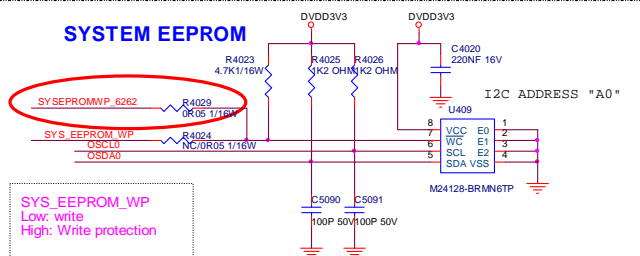 SYSTEM EEPROM
DVDD3V3
DVDD3V3
R4023
4.7K1/16W
R4025
1K2 OHM
R4026
1K2 OHM
C4020
220NF 16V
I2C ADDRESS "A0"
SYSEPROMWP_6262
R4029
0R05 1/16W
SYS_EEPROM_WP
R4024
NC/0R05 1/16W
OSCL0
OSDA0
U409
8 VCC E0 1
7 WC E1 2
6 SCL E2 3
5 SDA VSS 4
M24128-BRMN6TP
C5090
100P 50V
C5091
100P 50V
SYS_EEPROM_WP
Low: write
High: Write protection